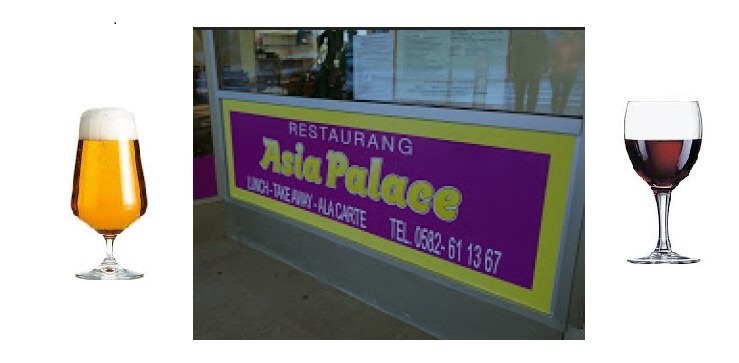 RESTAURANG
Asia Palace
LUNCH - TAKE AWAY - ALA CARTE
TEL. 0582- 61 13 67